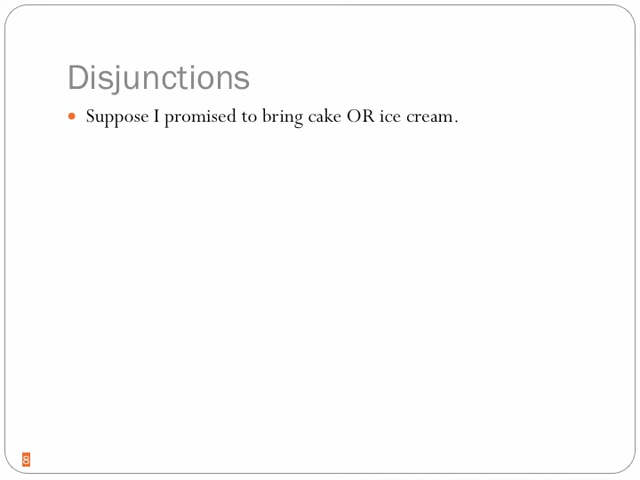 Disjunctions
• Suppose I promised to bring cake OR ice cream.
8